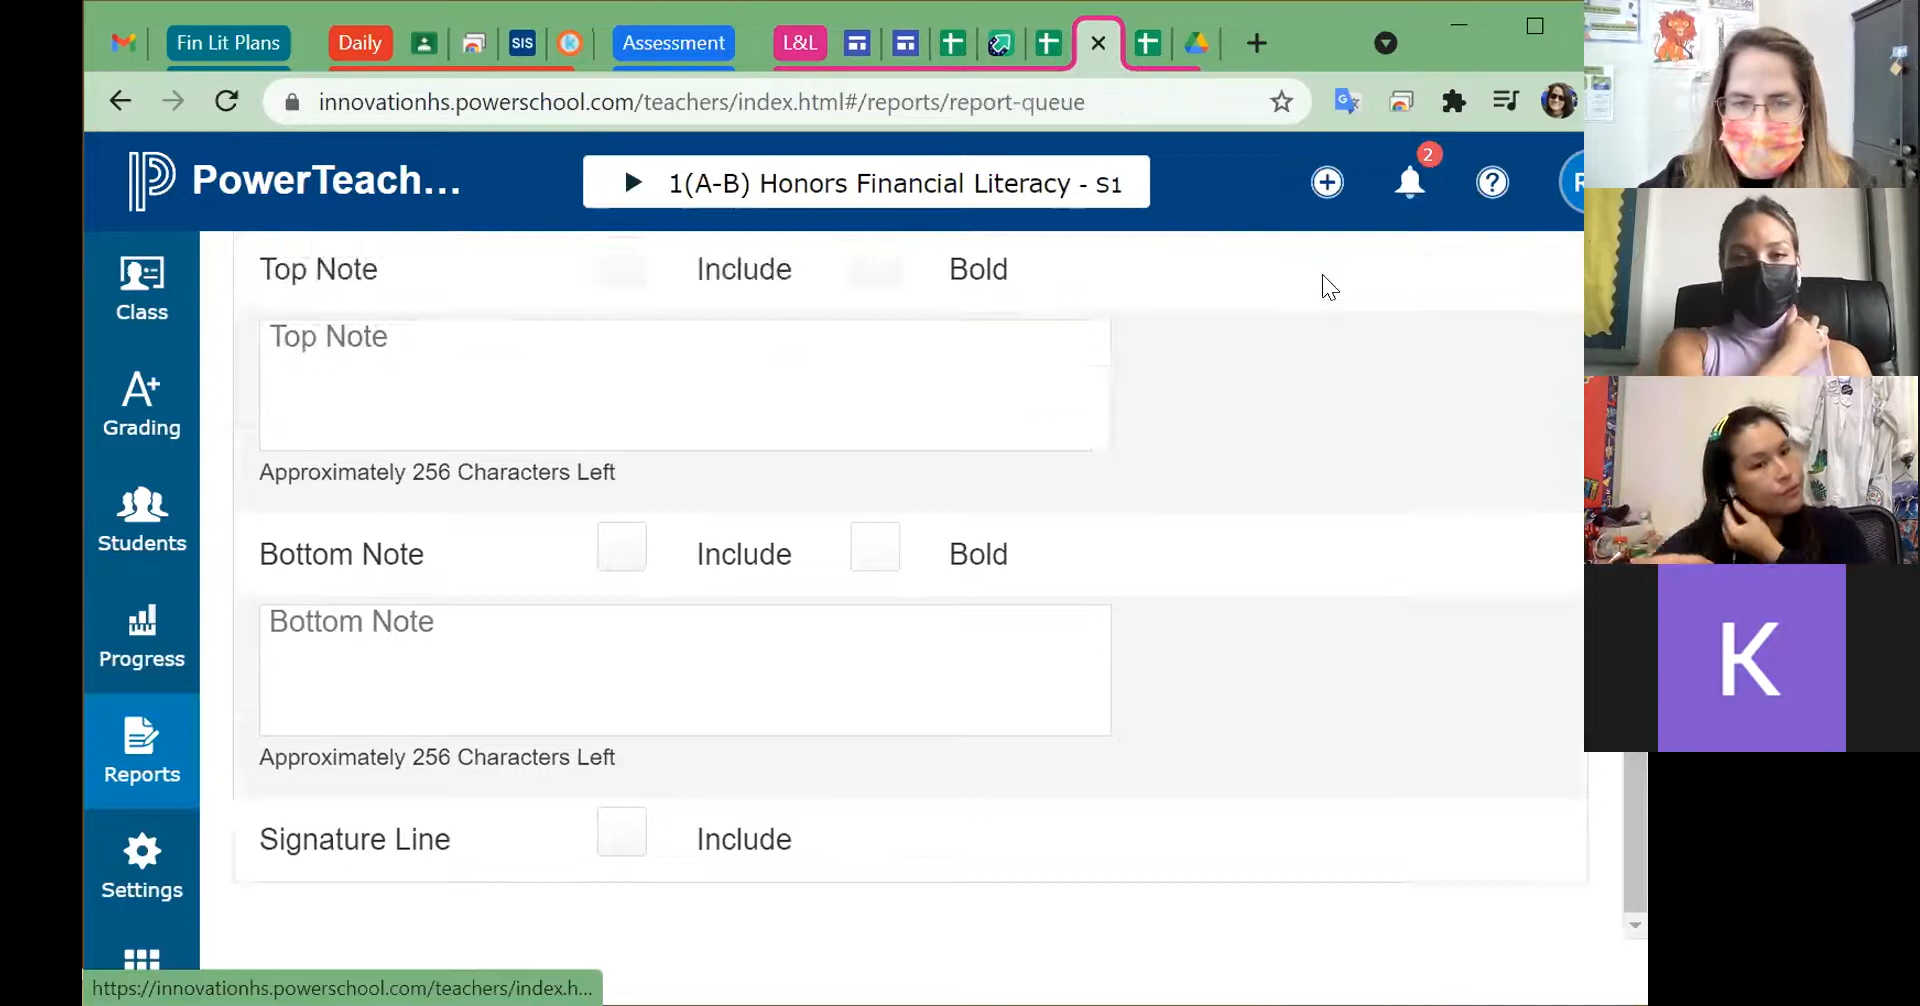 Fin Lit Plans
Daily
SIS
K
Assessment
L&L
innovationhs.powerschool.com/teachers/index.html#/reports/report-queue
PowerTeach...
1(A-B) Honors Financial Literacy - S1
2
?
R
Class
A+
Grading
Students
Progress
Reports
Settings
Top Note
Include
Bold
Top Note
Approximately 256 Characters Left
Bottom Note
Include
Bold
Bottom Note
Approximately 256 Characters Left
Signature Line
Include
https://innovationhs.powerschool.com/teachers/index.h...
K